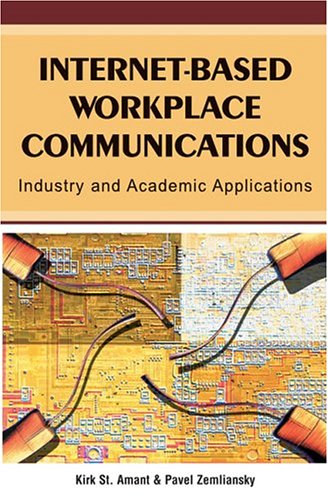 INTERNET-BASED
WORKPLACE
COMMUNICATIONS
Industry and Academic Applications
Kirk St. Amant & Pavel Zemliansky